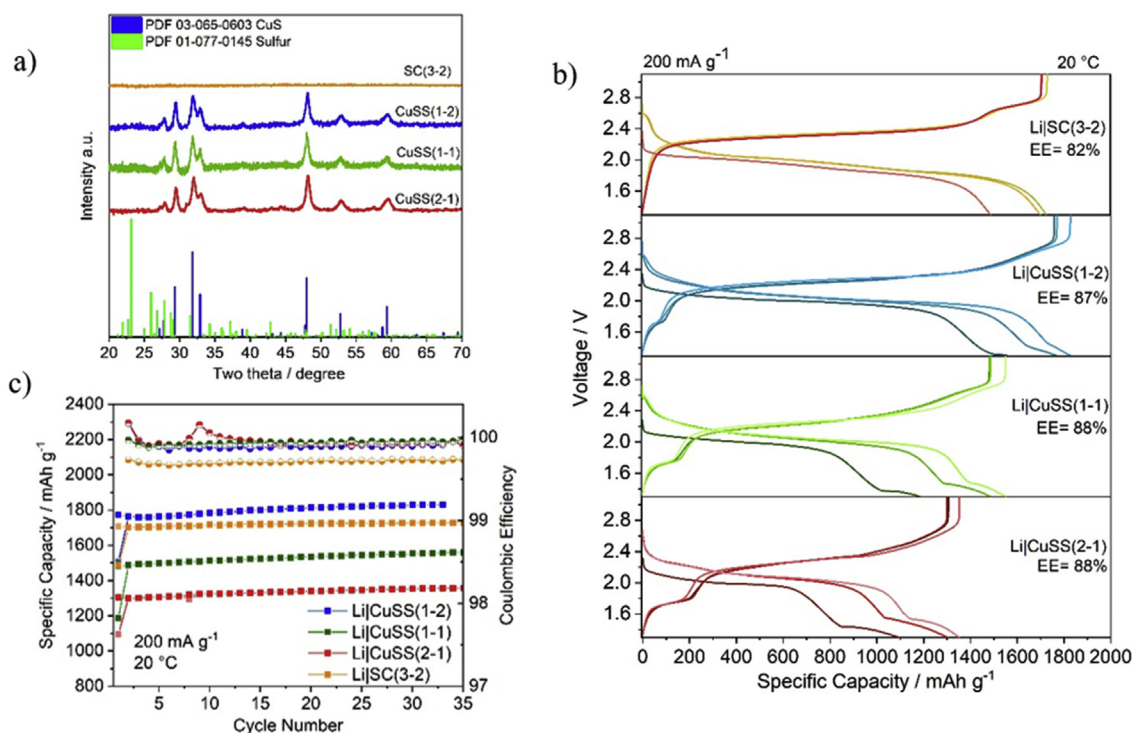 a)
PDF 03-065-0603 CuS
PDF 01-077-0145 Sulfur
SC(3-2)
CuSS(1-2)
CuSS(1-1)
CuSS(2-1)
Intensity a.u.
20 25 30 35 40 45 50 55 60 65 70
Two theta / degree
b)
200 mA g⁻¹ 20 °C
2.8
2.0
1.6
Li|SC(3-2)
EE= 82%
2.8
2.4
2.0
1.6
Li|CuSS(1-2)
EE= 87%
2.8
2.4
2.0
1.6
Li|CuSS(1-1)
EE= 88%
2.8
2.4
2.0
1.6
Li|CuSS(2-1)
EE= 88%
Voltage / V
0 200 400 600 800 1000 1200 1400 1600 1800 2000
Specific Capacity / mAh g⁻¹
c)
2400
2200
2000
1800
1600
1400
1200
1000
800
Specific Capacity / mAh g⁻¹
100
99
98
97
Coulombic Efficiency
Li|CuSS(1-2)
Li|CuSS(1-1)
Li|CuSS(2-1)
Li|SC(3-2)
200 mA g⁻¹
20 °C
5 10 15 20 25 30 35
Cycle Number